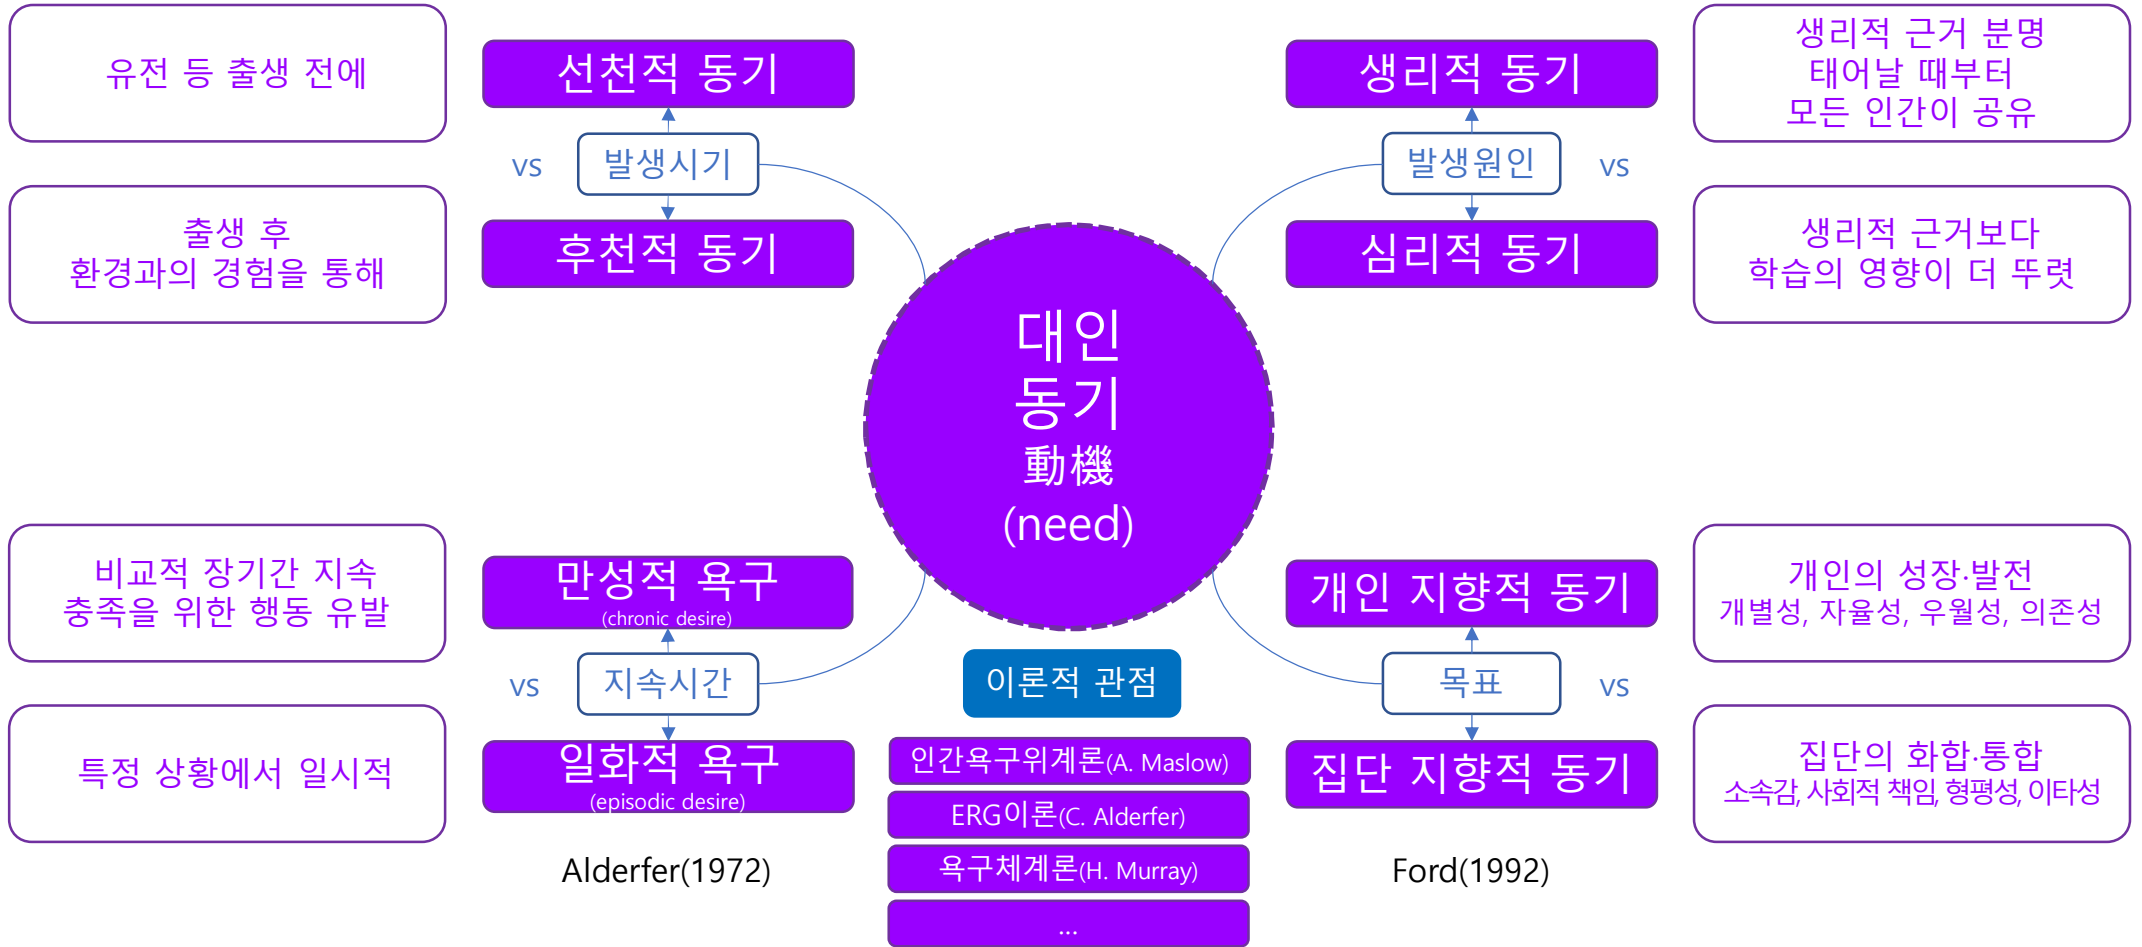 유전 등 출생 전에
선천적 동기
vs
발생시기
출생 후
환경과의 경험을 통해
후천적 동기
생리적 동기
생리적 근거 분명
태어날 때부터
모든 인간이 공유
발생원인
vs
심리적 동기
생리적 근거보다
학습의 영향이 더 뚜렷
대인
동기
動機
(need)
비교적 장기간 지속
충족을 위한 행동 유발
만성적 욕구
(chronic desire)
vs
지속시간
특정 상황에서 일시적
일화적 욕구
(episodic desire)
Alderfer(1972)
이론적 관점
인간욕구위계론(A. Maslow)
ERG이론(C. Alderfer)
욕구체계론(H. Murray)
...
개인 지향적 동기
개인의 성장·발전
개별성, 자율성, 우월성, 의존성
목표
vs
집단 지향적 동기
집단의 화합·통합
소속감, 사회적 책임, 형평성, 이타성
Ford(1992)